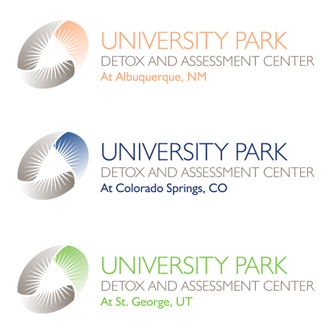 UNIVERSITY PARK
DETOX AND ASSESSMENT CENTER
At Albuquerque, NM
UNIVERSITY PARK
DETOX AND ASSESSMENT CENTER
At Colorado Springs, CO
UNIVERSITY PARK
DETOX AND ASSESSMENT CENTER
At St. George, UT